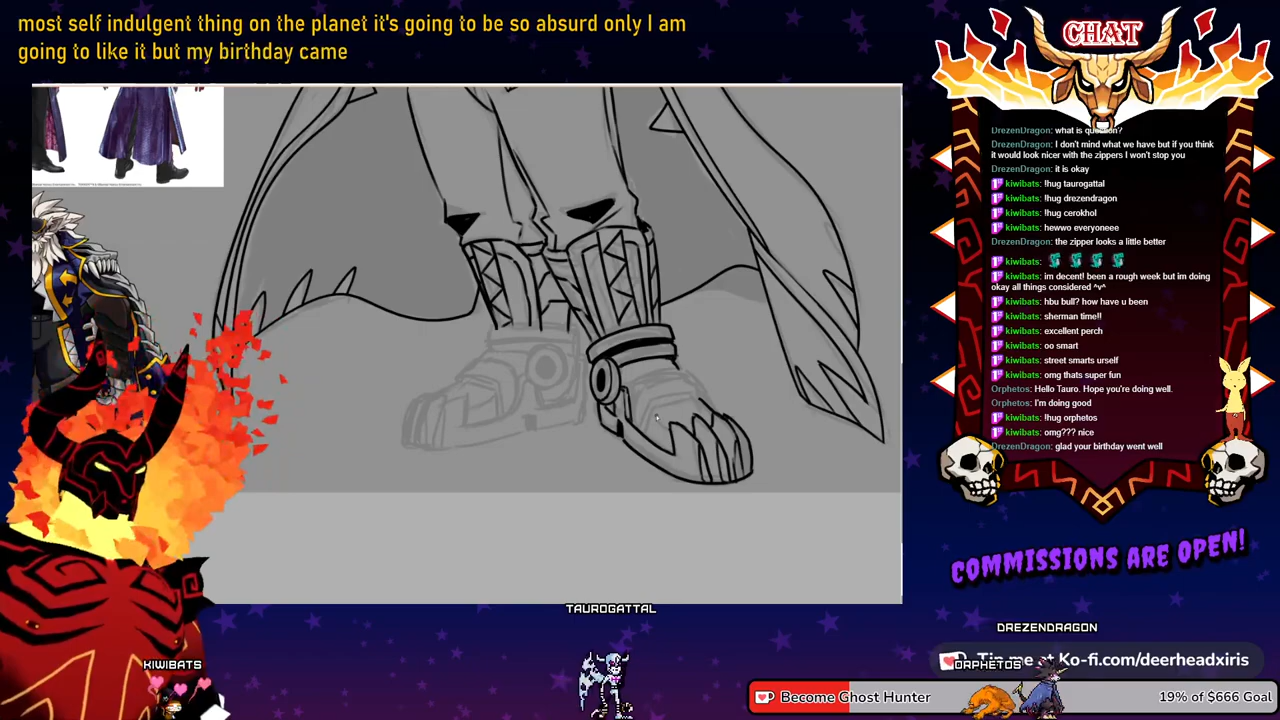 most self indulgent thing on the planet it's going to be so absurd only I am
going to like it but my birthday came
CHAT
DrezenDragon: what is question?
DrezenDragon: I don't mind what we have but if you think
it would look nicer with the zippers I won't stop you
DrezenDragon: it is okay
kiwibats: !hug taurogattal
kiwibats: !hug drezendragon
kiwibats: !hug cerokhol
kiwibats: hewwo everyoneee
DrezenDragon: the zipper looks a little better
kiwibats:
kiwibats: im decent! been a rough week but im doing
okay all things considered ^v^
kiwibats: hbu bull? how have u been
kiwibats: sherman time!!
kiwibats: excellent perch
kiwibats: oo smart
kiwibats: street smarts urself
kiwibats: omg thats super fun
Orphetos: Hello Tauro. Hope you're doing well.
Orphetos: I'm doing good
kiwibats: !hug orphetos
kiwibats: omg??? nice
DrezenDragon: glad your birthday went well
COMMISSIONS ARE OPEN!
TAUROGATTAL
DREZENDRAGON
KIWIBATS
ORPHETOS
Tip me at Ko-fi.com/deerheadxiris
Become Ghost Hunter
19% of $666 Goal